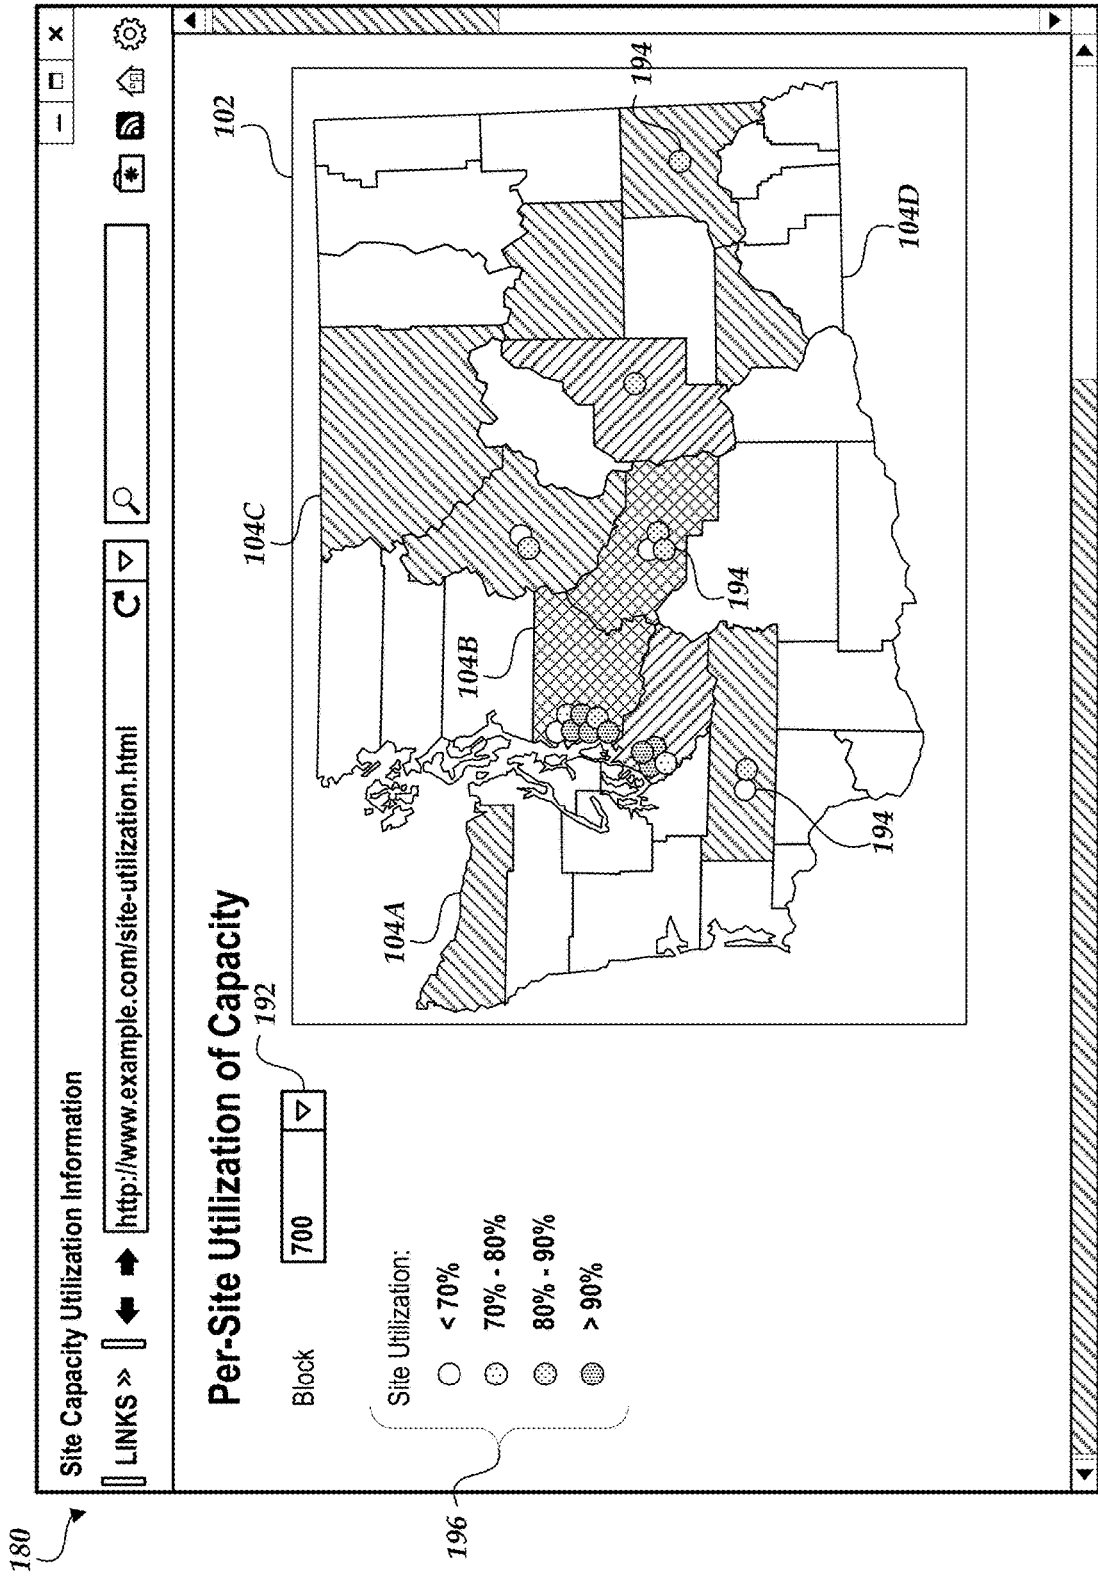 180
Site Capacity Utilization Information
LINKS »
http://www.example.com/site-utilization.html
Per-Site Utilization of Capacity
Block
700
192
Site Utilization:
< 70%
70% - 80%
80% - 90%
> 90%
196
102
104A
104B
104C
104D
194
194
194